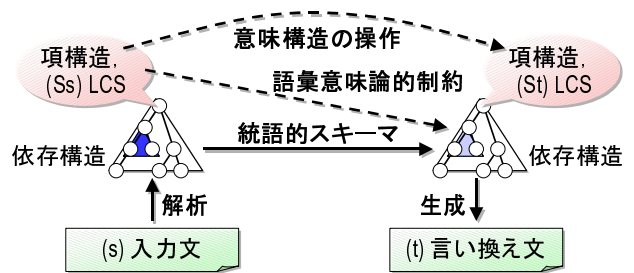 意味構造の操作
項構造,
(Ss) LCS
項構造,
(St) LCS
語彙意味論的制約
統語的スキーマ
依存構造
依存構造
解析
生成
(s) 入力文
(t) 言い換え文